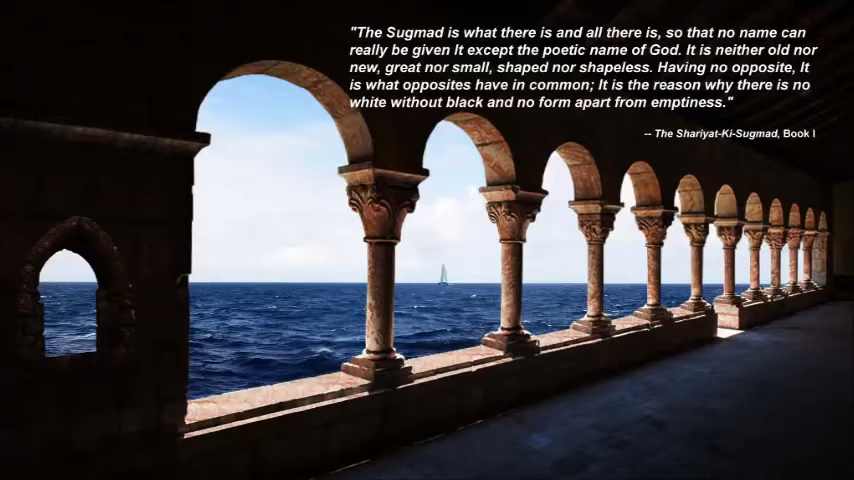 "The Sugmad is what there is and all there is, so that no name can
really be given It except the poetic name of God. It is neither old nor
new, great nor small, shaped nor shapeless. Having no opposite, It
is what opposites have in common; It is the reason why there is no
white without black and no form apart from emptiness."
-- The Shariyat-Ki-Sugmad, Book I